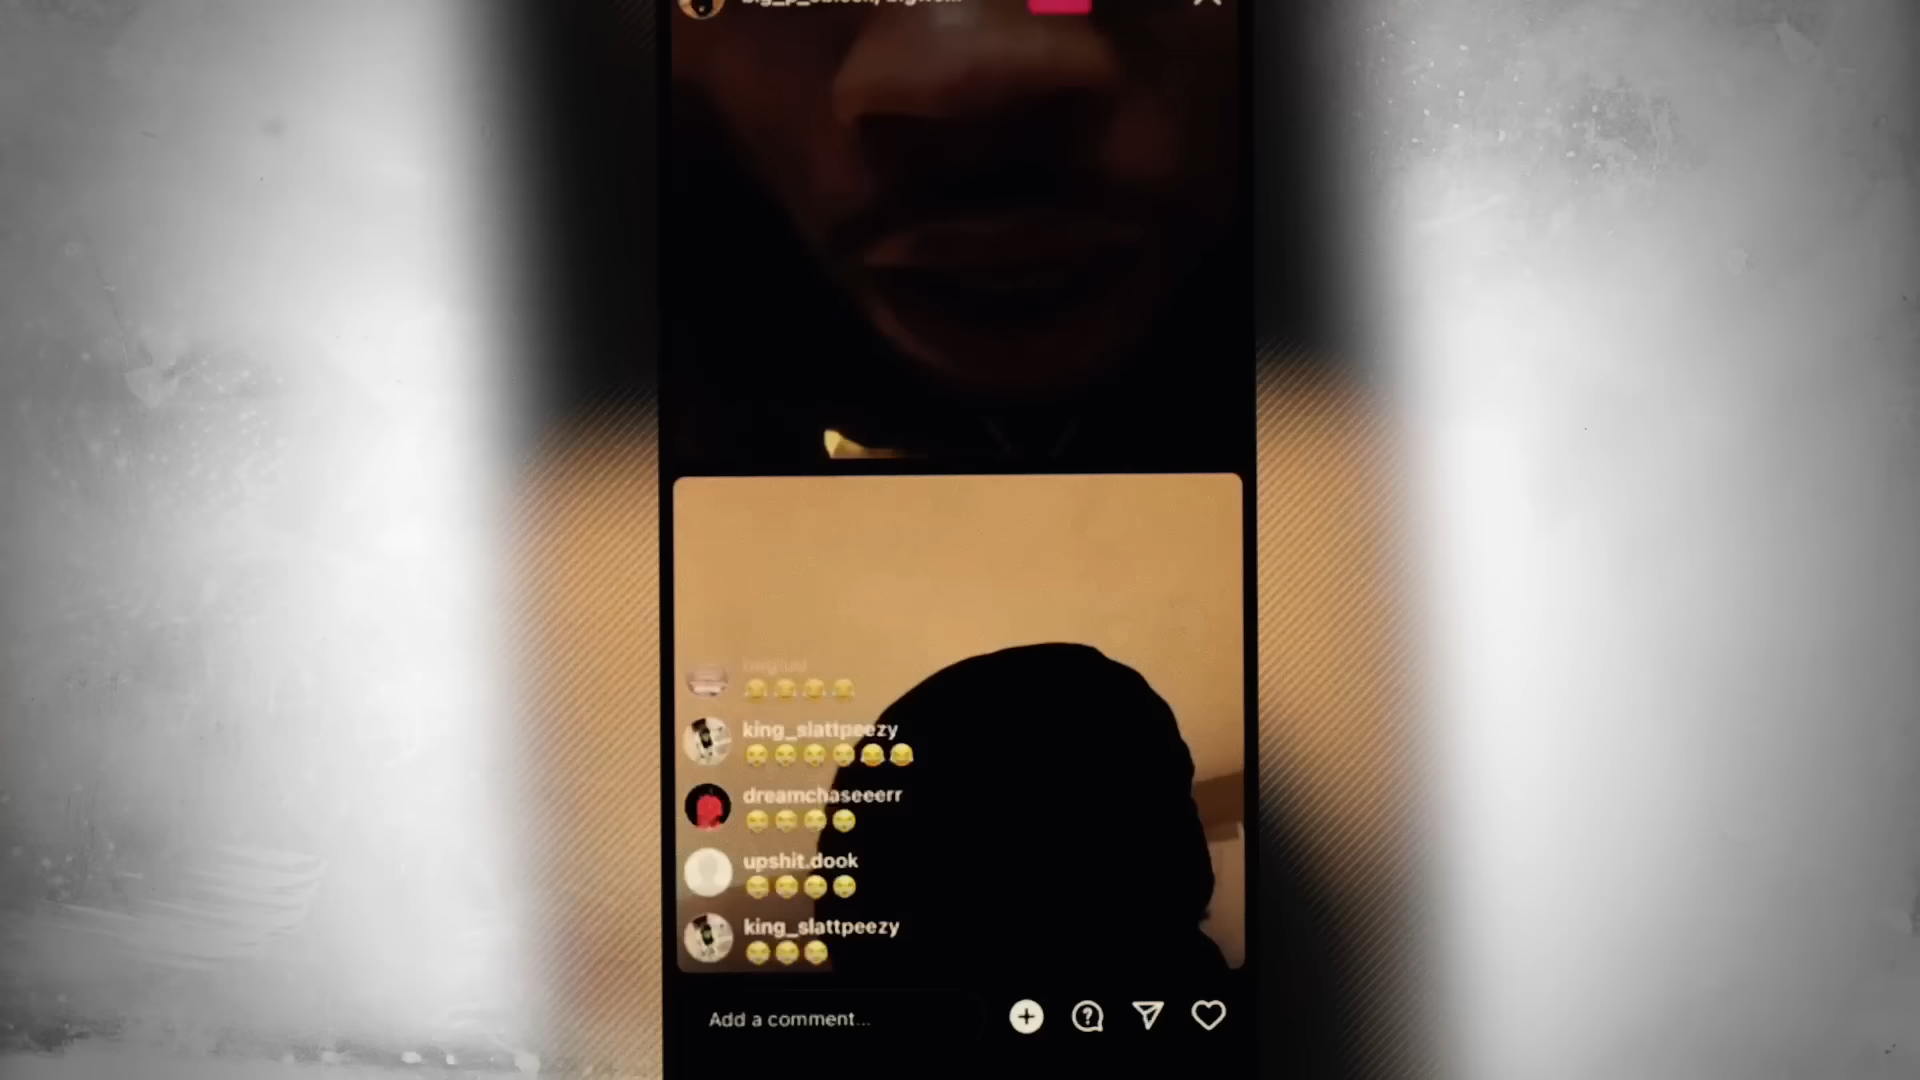 king_slattpeezy
dreamchaseeerr
upshit.dook
king_slattpeezy
Add a comment...